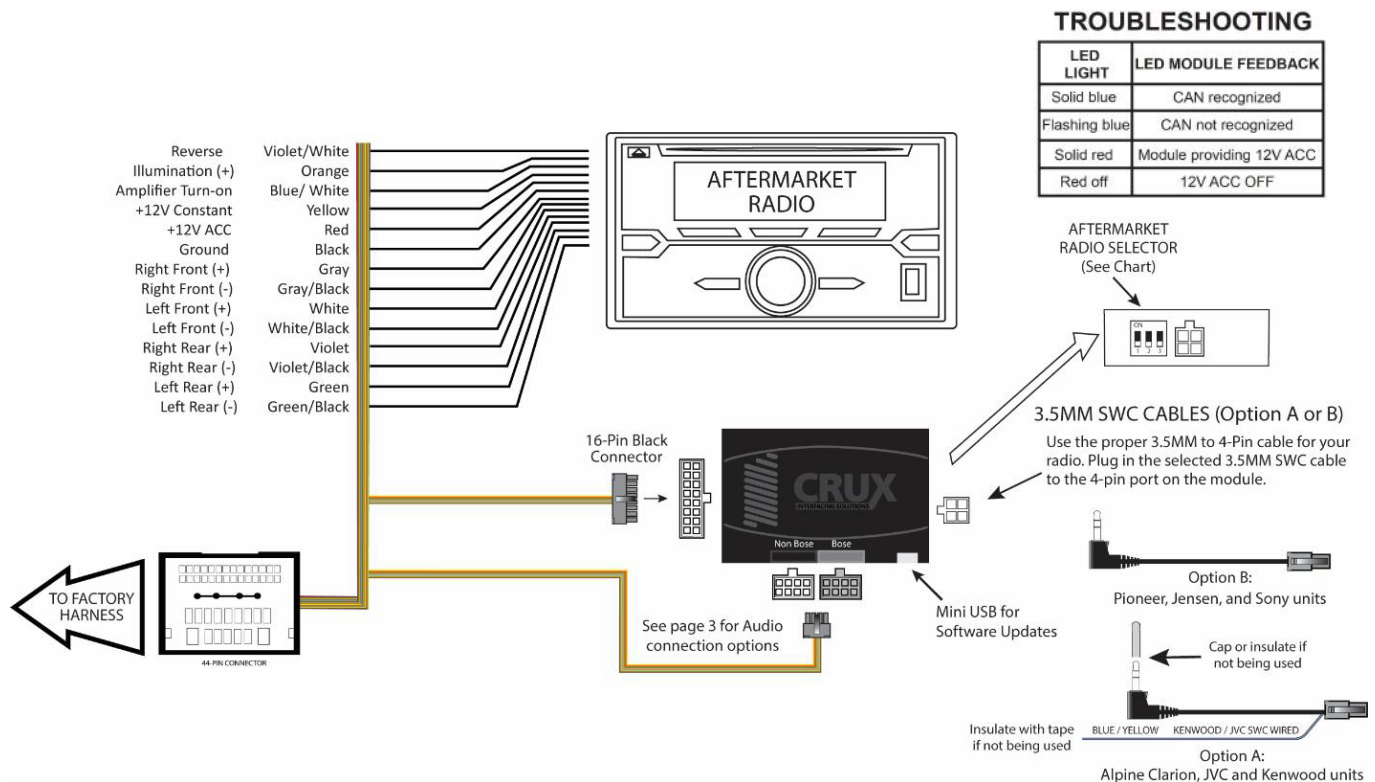 TROUBLESHOOTING
LED LIGHT LED MODULE FEEDBACK
Solid blue CAN recognized
Flashing blue CAN not recognized
Solid red Module providing 12V ACC
Red off 12V ACC OFF
Reverse Violet/White
Illumination (+) Orange
Amplifier Turn-on Blue/ White
+12V Constant Yellow
+12V ACC Red
Ground Black
Right Front (+) Gray
Right Front (-) Gray/Black
Left Front (+) White
Left Front (-) White/Black
Right Rear (+) Violet
Right Rear (-) Violet/Black
Left Rear (+) Green
Left Rear (-) Green/Black
AFTERMARKET
RADIO
AFTERMARKET
RADIO SELECTOR
(See Chart)
ON
1 2 3
3.5MM SWC CABLES (Option A or B)
Use the proper 3.5MM to 4-Pin cable for your
radio. Plug in the selected 3.5MM SWC cable
to the 4-pin port on the module.
16-Pin Black
Connector
CRUX
INTERFACING SOLUTIONS
Non Bose Bose
Mini USB for
Software Updates
See page 3 for Audio
connection options
TO FACTORY
HARNESS
44-PIN CONNECTOR
Option B:
Pioneer, Jensen, and Sony units
Cap or insulate if
not being used
Insulate with tape
if not being used
BLUE / YELLOW KENWOOD / JVC SWC WIRED
Option A:
Alpine Clarion, JVC and Kenwood units